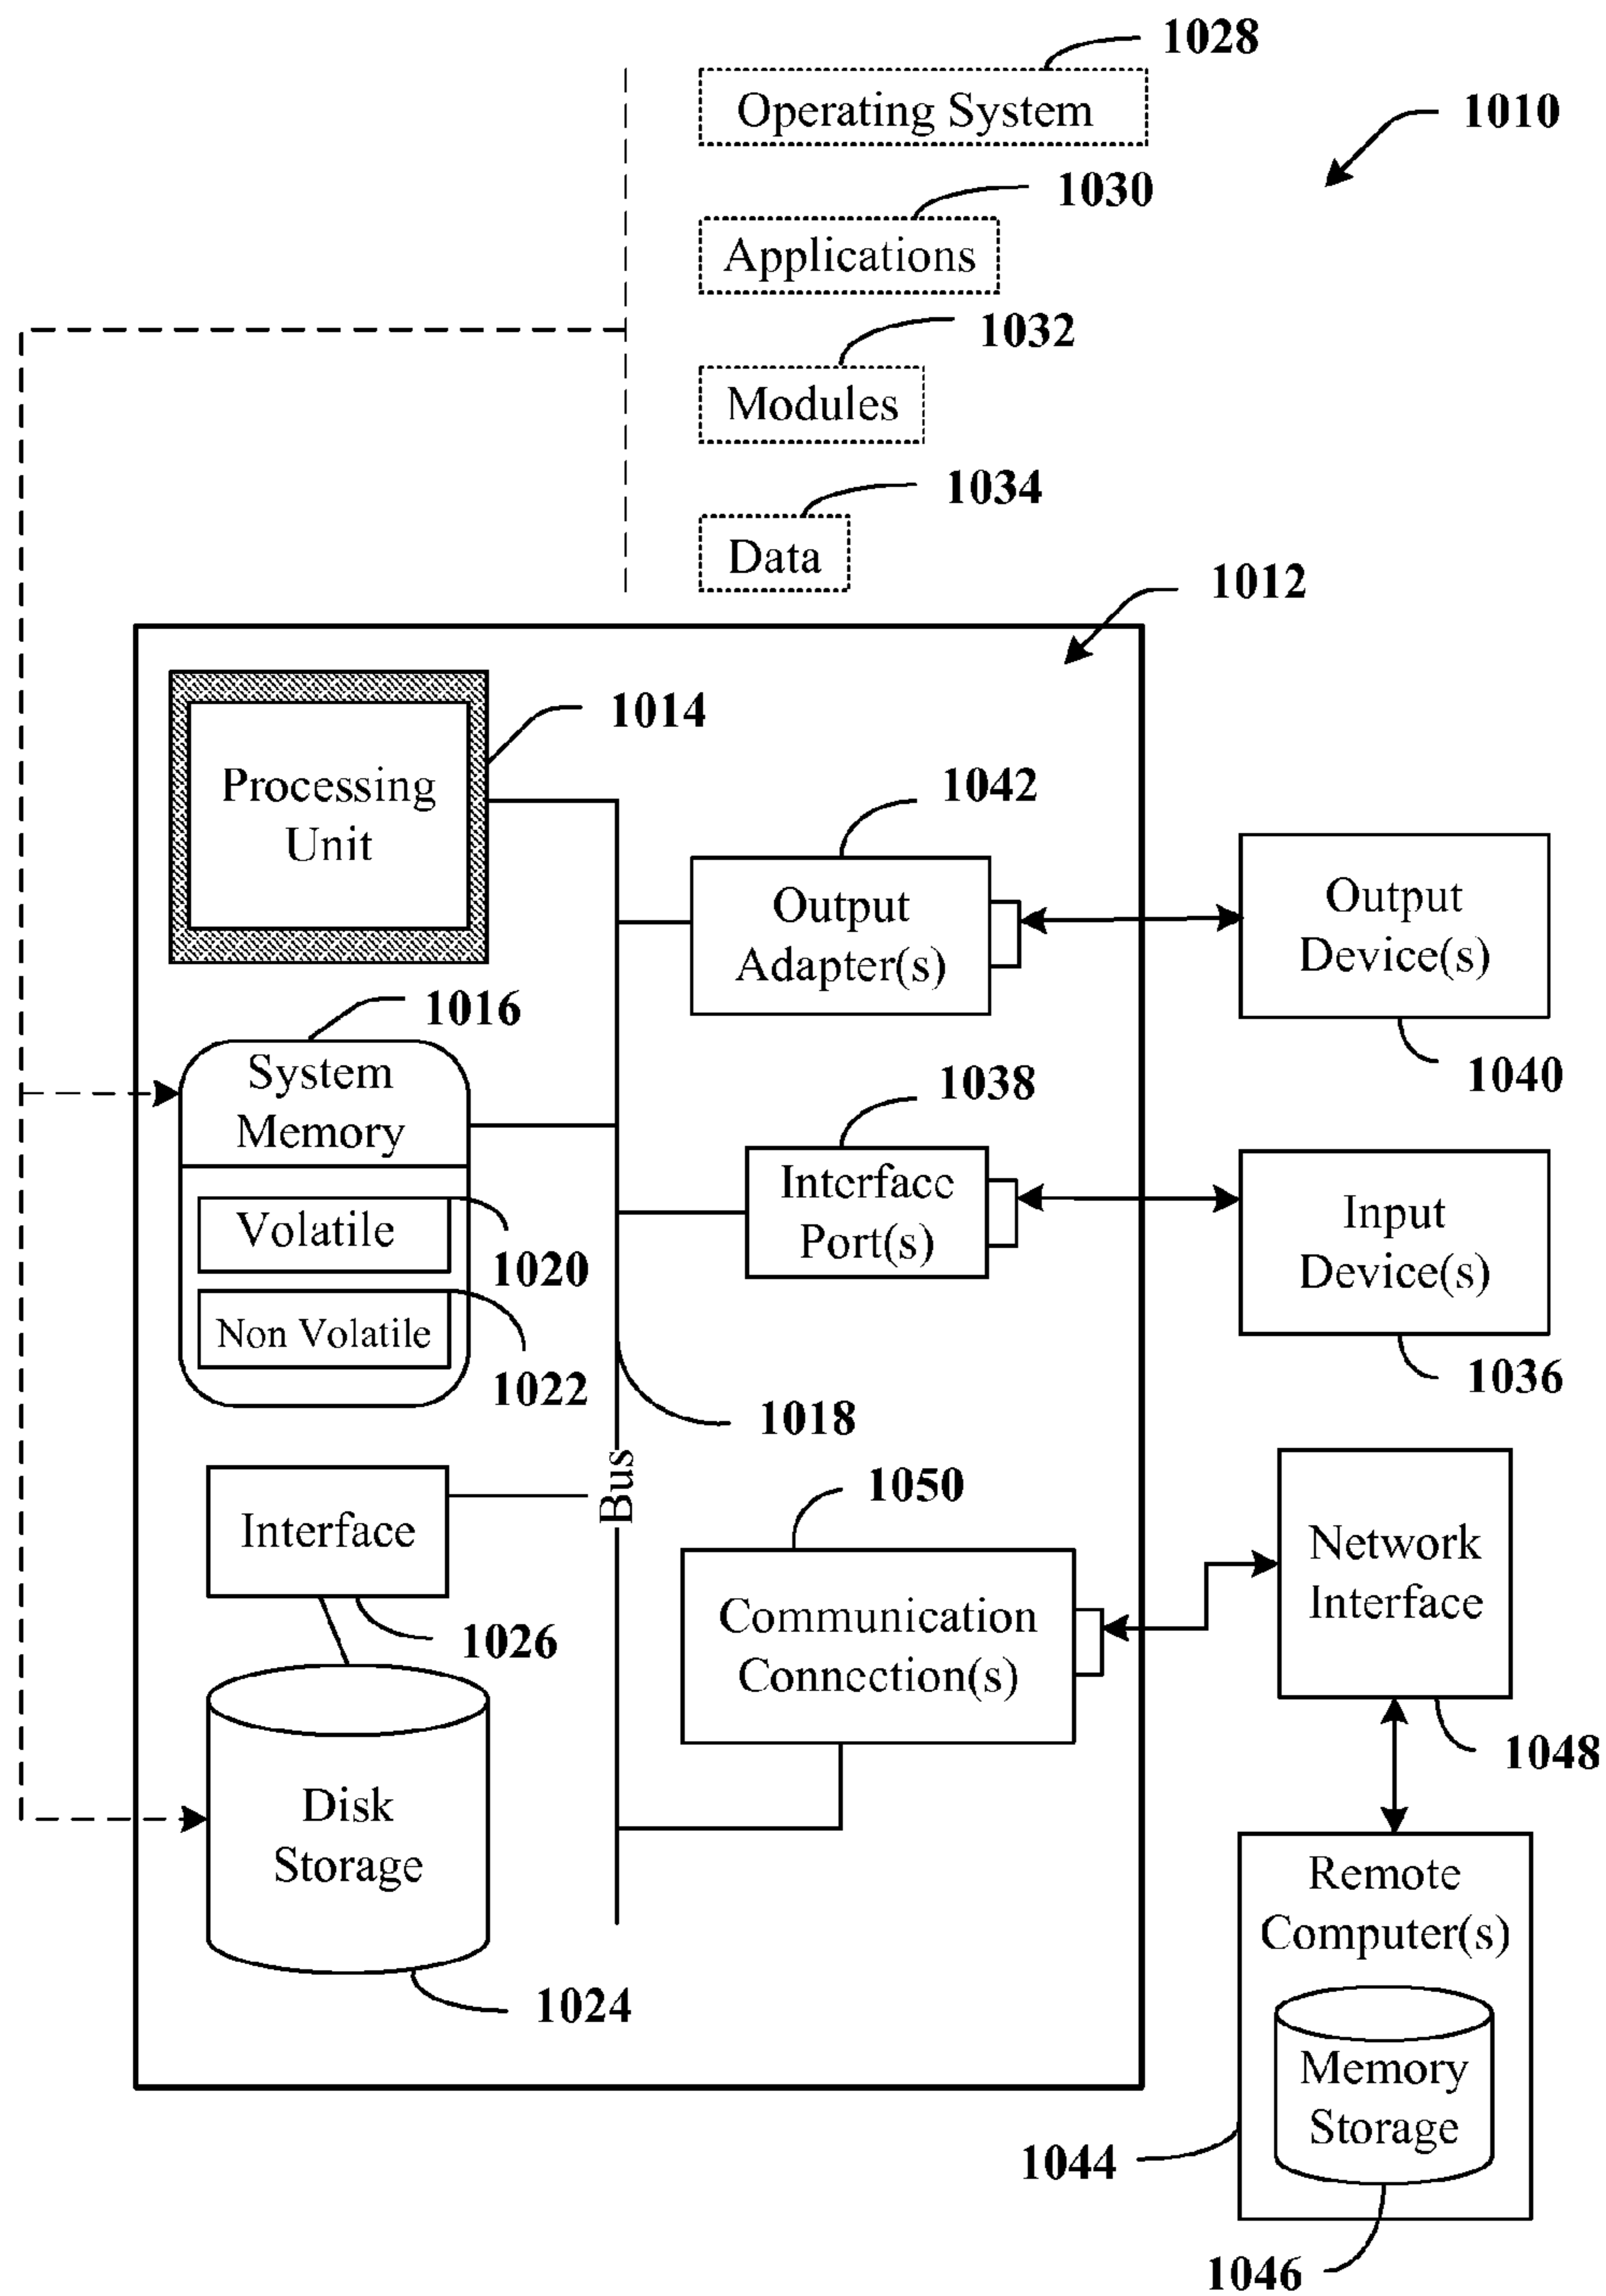 1028
Operating System
1010
1030
Applications
1032
Modules
1034
Data
1012
1014
Processing
Unit
1042
Output
Adapter(s)
Output
Device(s)
1040
1016
System
Memory
1038
Interface
Port(s)
Input
Device(s)
1036
Volatile
1020
Non Volatile
1022
1018
Bus
Interface
1026
1050
Communication
Connection(s)
Network
Interface
1048
Disk
Storage
1024
Remote
Computer(s)
Memory
Storage
1044
1046